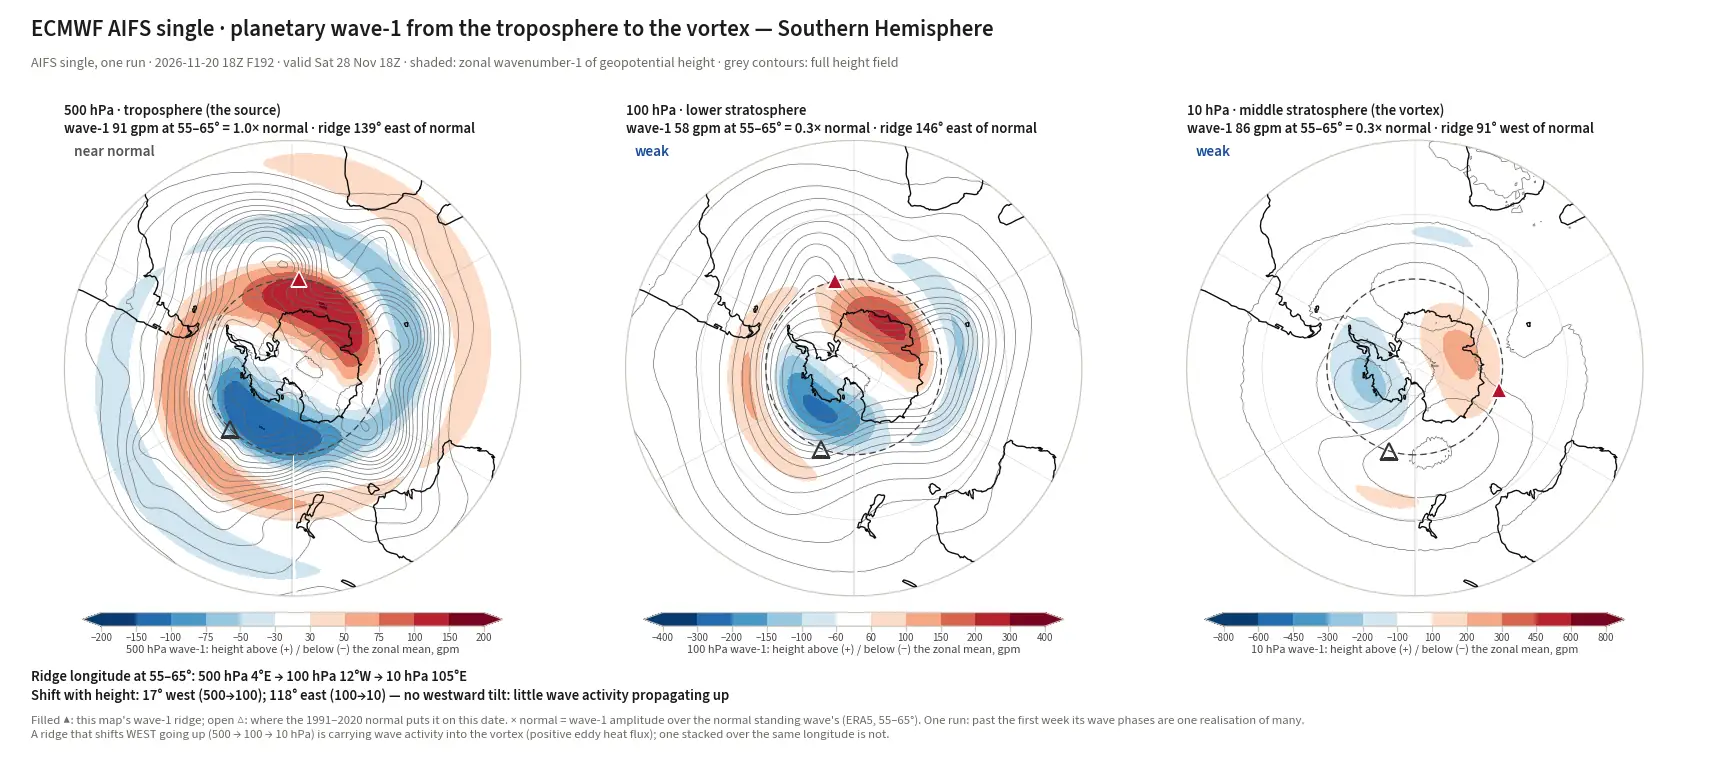 ECMWF AIFS single · planetary wave-1 from the troposphere to the vortex — Southern Hemisphere
AIFS single, one run · 2026-11-20 18Z F192 · valid Sat 28 Nov 18Z · shaded: zonal wavenumber-1 of geopotential height · grey contours: full height field
500 hPa · troposphere (the source)
wave-1 91 gpm at 55–65° = 1.0× normal · ridge 139° east of normal
near normal
100 hPa · lower stratosphere
wave-1 58 gpm at 55–65° = 0.3× normal · ridge 146° east of normal
weak
10 hPa · middle stratosphere (the vortex)
wave-1 86 gpm at 55–65° = 0.3× normal · ridge 91° west of normal
weak
−200 −150 −100 −75 −50 −30 30 50 75 100 150 200
500 hPa wave-1: height above (+) / below (−) the zonal mean, gpm
−400 −300 −200 −150 −100 −60 60 100 150 200 300 400
100 hPa wave-1: height above (+) / below (−) the zonal mean, gpm
−800 −600 −450 −300 −200 −100 100 200 300 450 600 800
10 hPa wave-1: height above (+) / below (−) the zonal mean, gpm
Ridge longitude at 55–65°: 500 hPa 4°E → 100 hPa 12°W → 10 hPa 105°E
Shift with height: 17° west (500→100); 118° east (100→10) — no westward tilt: little wave activity propagating up
Filled ▲: this map's wave-1 ridge; open △: where the 1991–2020 normal puts it on this date. × normal = wave-1 amplitude over the normal standing wave's (ERA5, 55–65°). One run: past the first week its wave phases are one realisation of many.
A ridge that shifts WEST going up (500 → 100 → 10 hPa) is carrying wave activity into the vortex (positive eddy heat flux); one stacked over the same longitude is not.